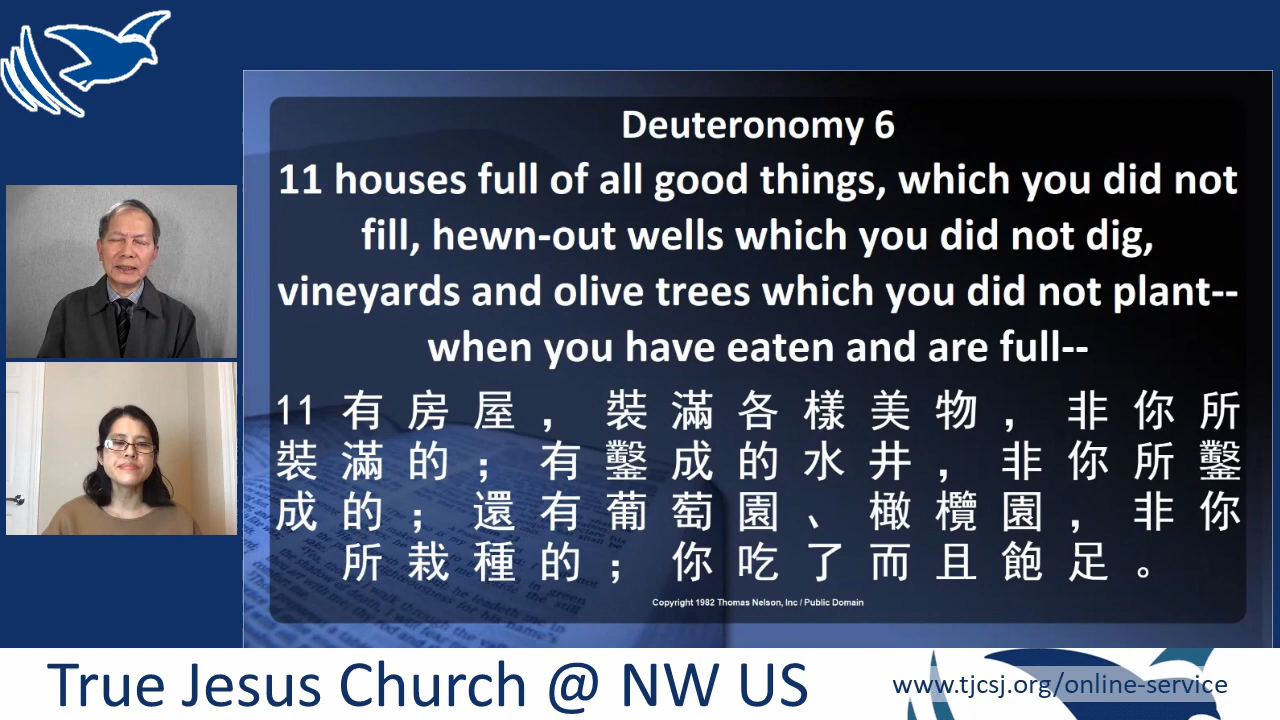 Deuteronomy 6
11 houses full of all good things, which you did not
fill, hewn-out wells which you did not dig,
vineyards and olive trees which you did not plant--
when you have eaten and are full--
11 有房屋，裝滿各樣美物，非你所
裝滿的；有鑿成的水井，非你所鑿
成的；還有葡萄園、橄欖園，非你
所栽種的；你吃了而且飽足。
Copyright 1982 Thomas Nelson, Inc / Public Domain
True Jesus Church @ NW US
www.tjcsj.org/online-service